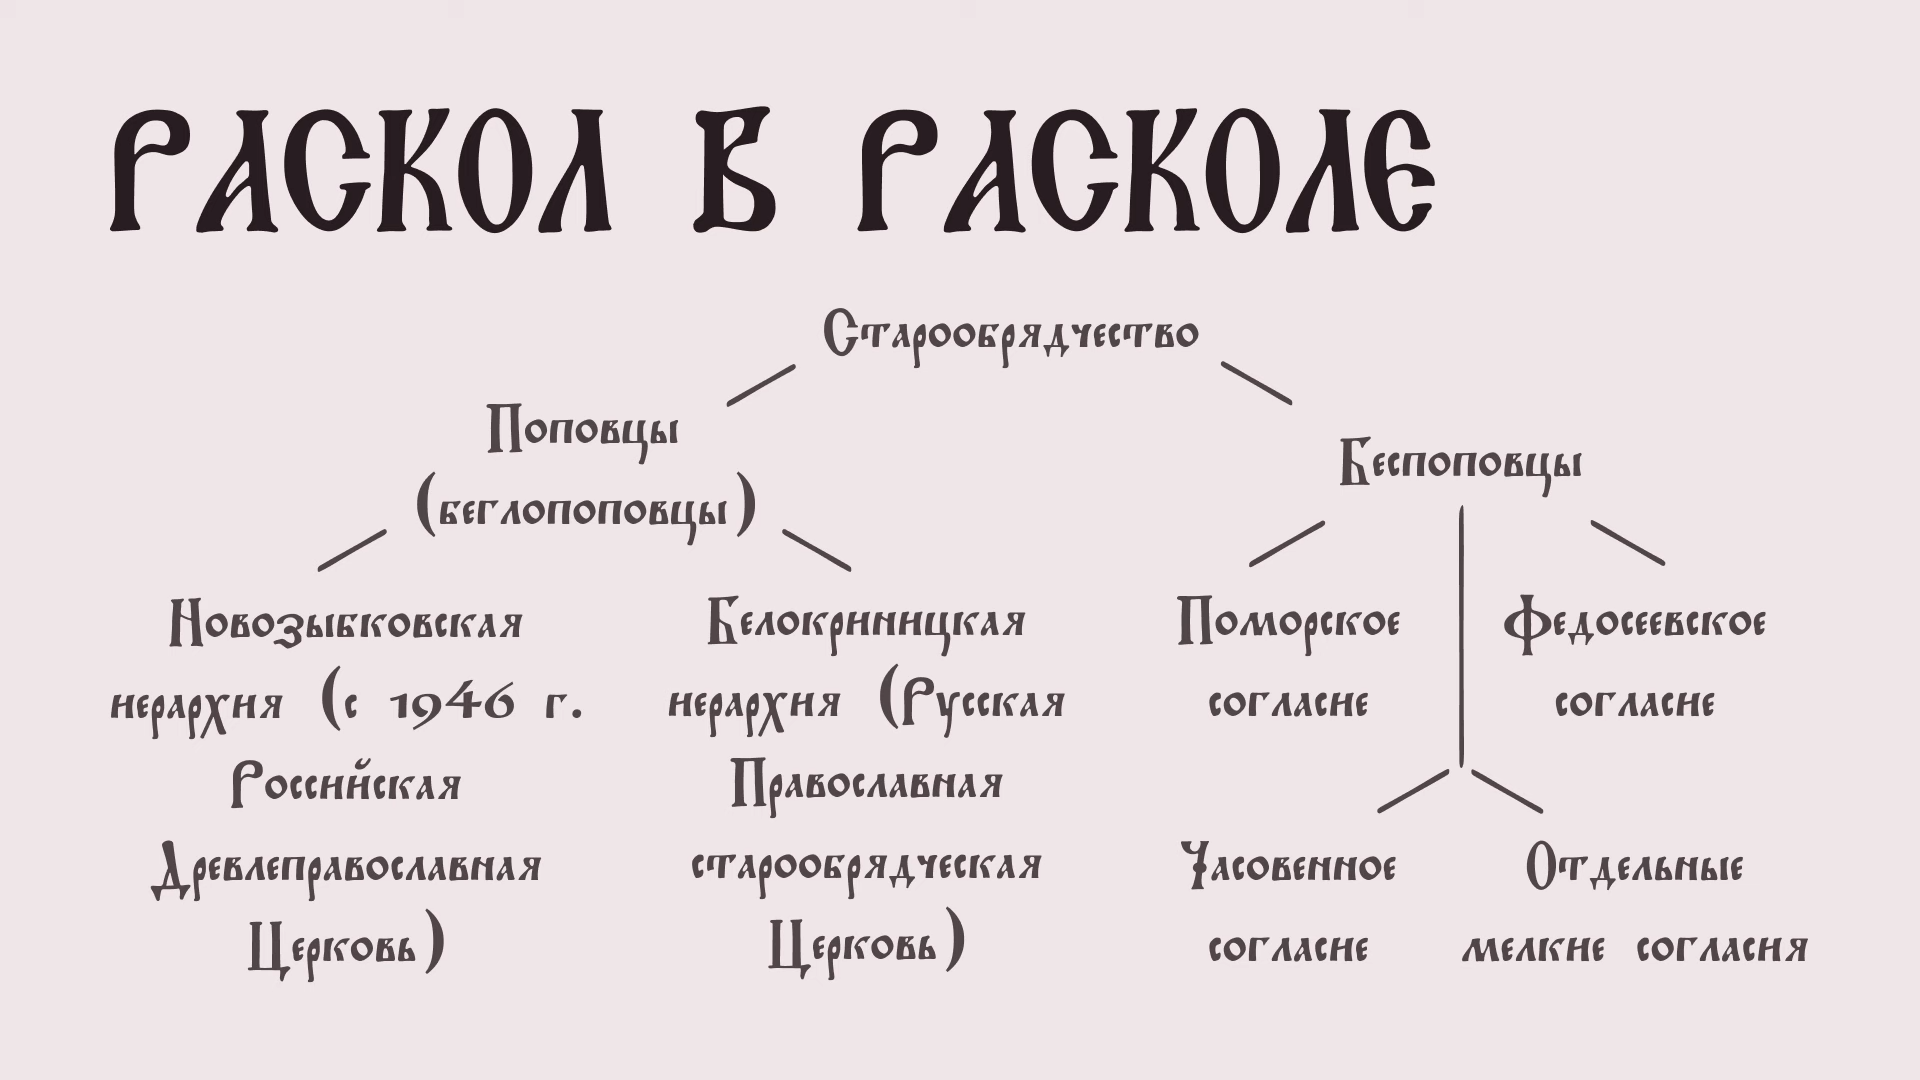 РАСКОЛ В РАСКОЛЕ
Старообрядчество
Поповцы
(беглопоповцы)
Беспоповцы
Новозыбковская
иерархия (с 1946 г.
Российская
Древлеправославная
Церковь)
Белокриницкая
иерархия (Русская
Православная
старообрядческая
Церковь)
Поморское
согласие
Федосеевское
согласие
Часовенное
согласие
Отдельные
мелкие согласия